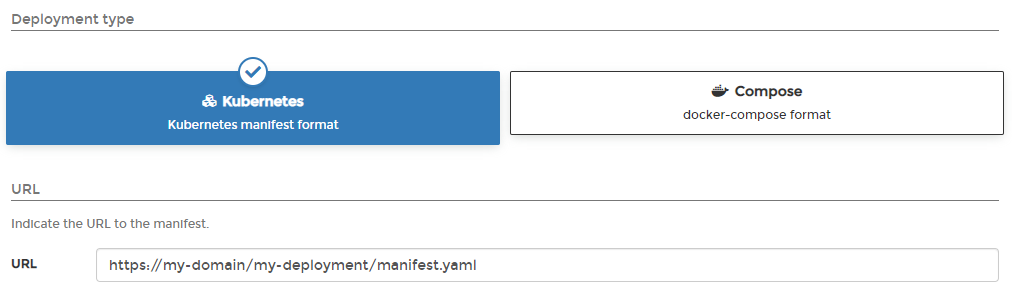 Deployment type
Kubernetes
Kubernetes manifest format
Compose
docker-compose format
URL
Indicate the URL to the manifest.
URL
https://my-domain/my-deployment/manifest.yaml